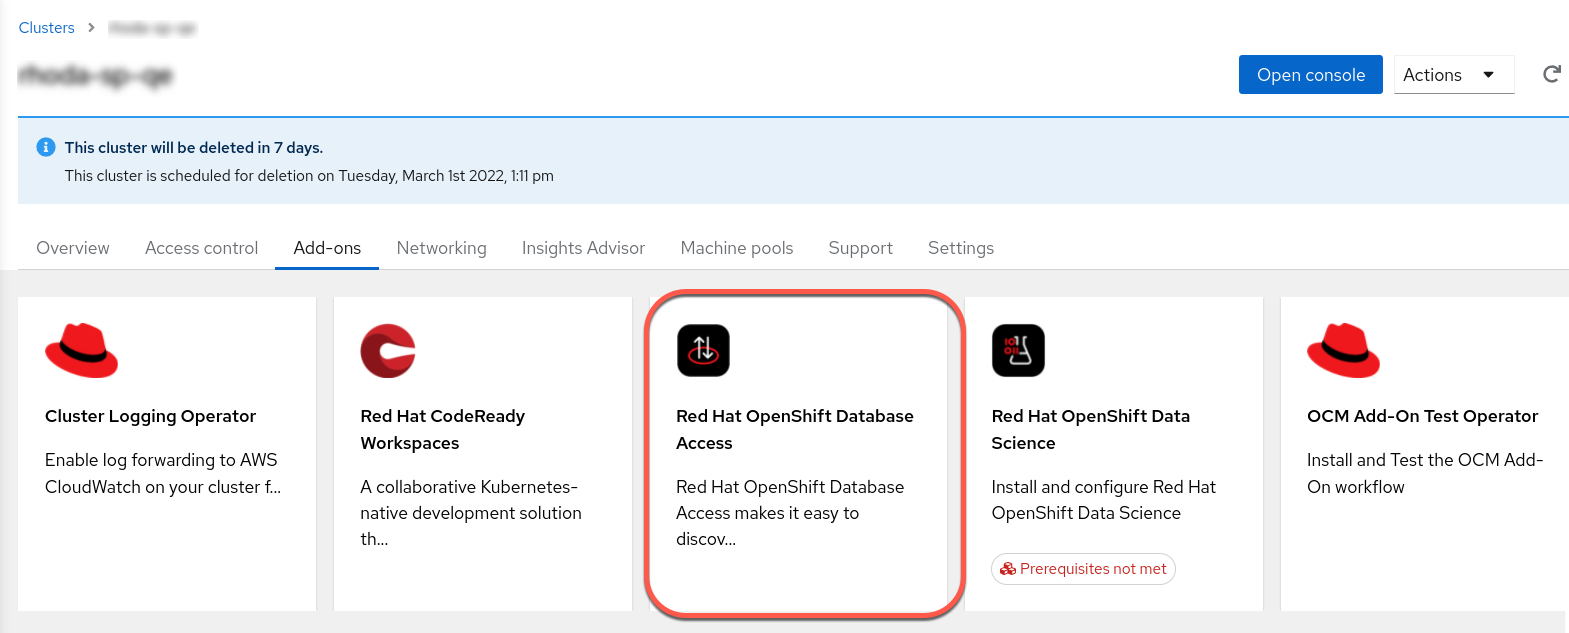 Clusters
Open console
Actions
This cluster will be deleted in 7 days.
This cluster is scheduled for deletion on Tuesday, March 1st 2022, 1:11 pm
Overview Access control Add-ons Networking Insights Advisor Machine pools Support Settings
Cluster Logging Operator
Enable log forwarding to AWS
CloudWatch on your cluster f...
Red Hat CodeReady
Workspaces
A collaborative Kubernetes-
native development solution
th...
Red Hat OpenShift Database
Access
Red Hat OpenShift Database
Access makes it easy to
discov...
Red Hat OpenShift Data
Science
Install and configure Red Hat
OpenShift Data Science
Prerequisites not met
OCM Add-On Test Operator
Install and Test the OCM Add-
On workflow